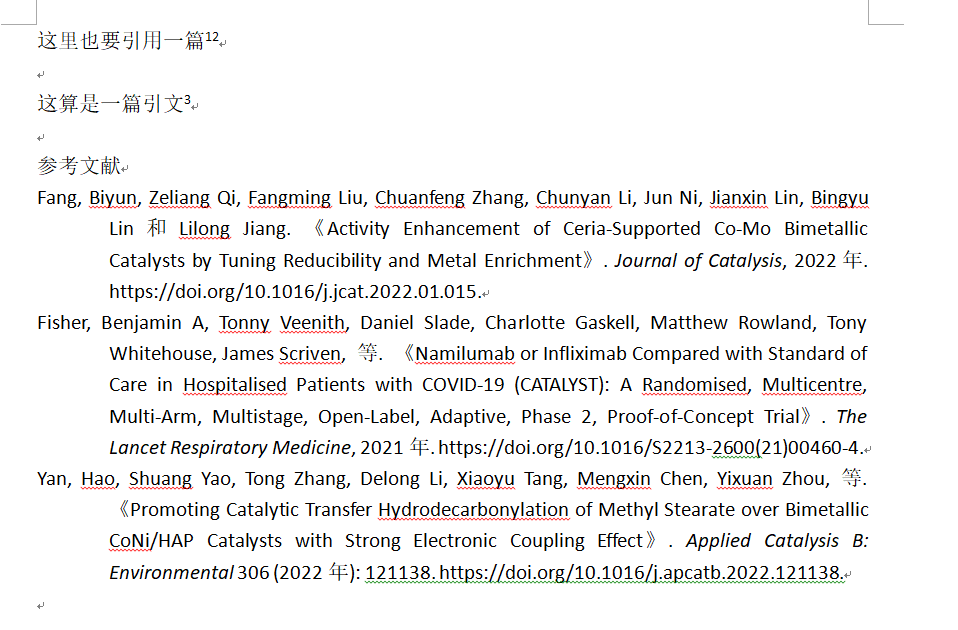 这里也要引用一篇12
这算是一篇引文3
参考文献
Fang, Biyun, Zeliang Qi, Fangming Liu, Chuanfeng Zhang, Chunyan Li, Jun Ni, Jianxin Lin, Bingyu
Lin 和 Lilong Jiang. 《Activity Enhancement of Ceria-Supported Co-Mo Bimetallic
Catalysts by Tuning Reducibility and Metal Enrichment》. Journal of Catalysis, 2022 年.
https://doi.org/10.1016/j.jcat.2022.01.015.
Fisher, Benjamin A, Tonny Veenith, Daniel Slade, Charlotte Gaskell, Matthew Rowland, Tony
Whitehouse, James Scriven, 等. 《Namilumab or Infliximab Compared with Standard of
Care in Hospitalised Patients with COVID-19 (CATALYST): A Randomised, Multicentre,
Multi-Arm, Multistage, Open-Label, Adaptive, Phase 2, Proof-of-Concept Trial》. The
Lancet Respiratory Medicine, 2021 年. https://doi.org/10.1016/S2213-2600(21)00460-4.
Yan, Hao, Shuang Yao, Tong Zhang, Delong Li, Xiaoyu Tang, Mengxin Chen, Yixuan Zhou, 等.
《Promoting Catalytic Transfer Hydrodecarbonylation of Methyl Stearate over Bimetallic
CoNi/HAP Catalysts with Strong Electronic Coupling Effect》. Applied Catalysis B:
Environmental 306 (2022 年): 121138. https://doi.org/10.1016/j.apcatb.2022.121138.